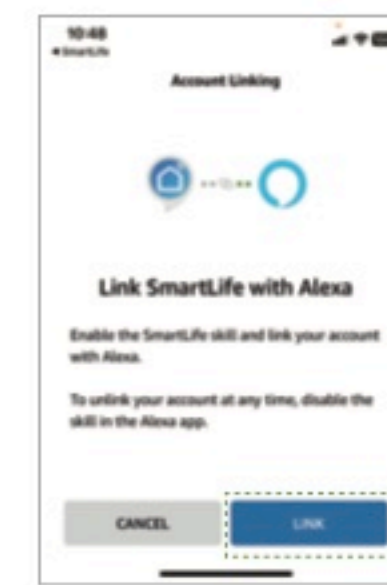 10:48
◀ SmartLife
Account Linking
Link SmartLife with Alexa
Enable the SmartLife skill and link your account
with Alexa.
To unlink your account at any time, disable the
skill in the Alexa app.
CANCEL
LINK